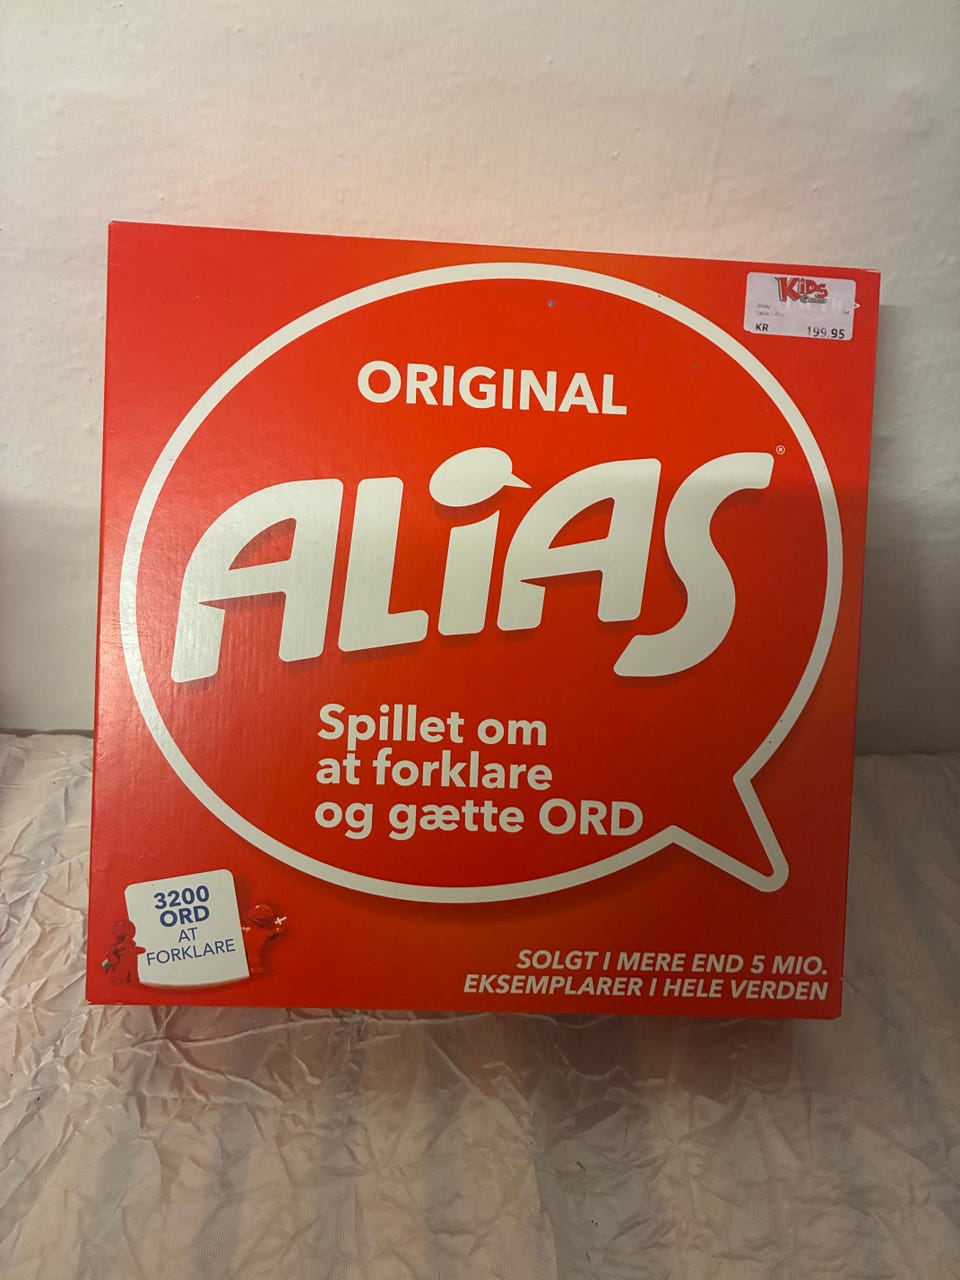 KiDs
KR 199,95
ORIGINAL
ALiAS®
Spillet om
at forklare
og gætte ORD
3200
ORD
AT
FORKLARE
SOLGT I MERE END 5 MIO.
EKSEMPLARER I HELE VERDEN